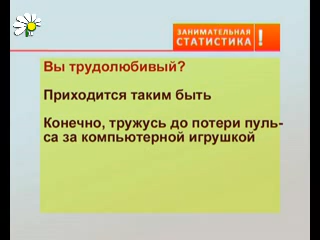 ЗАНИМАТЕЛЬНАЯ
СТАТИСТИКА !
Вы трудолюбивый?
Приходится таким быть
Конечно, тружусь до потери пуль-
са за компьютерной игрушкой